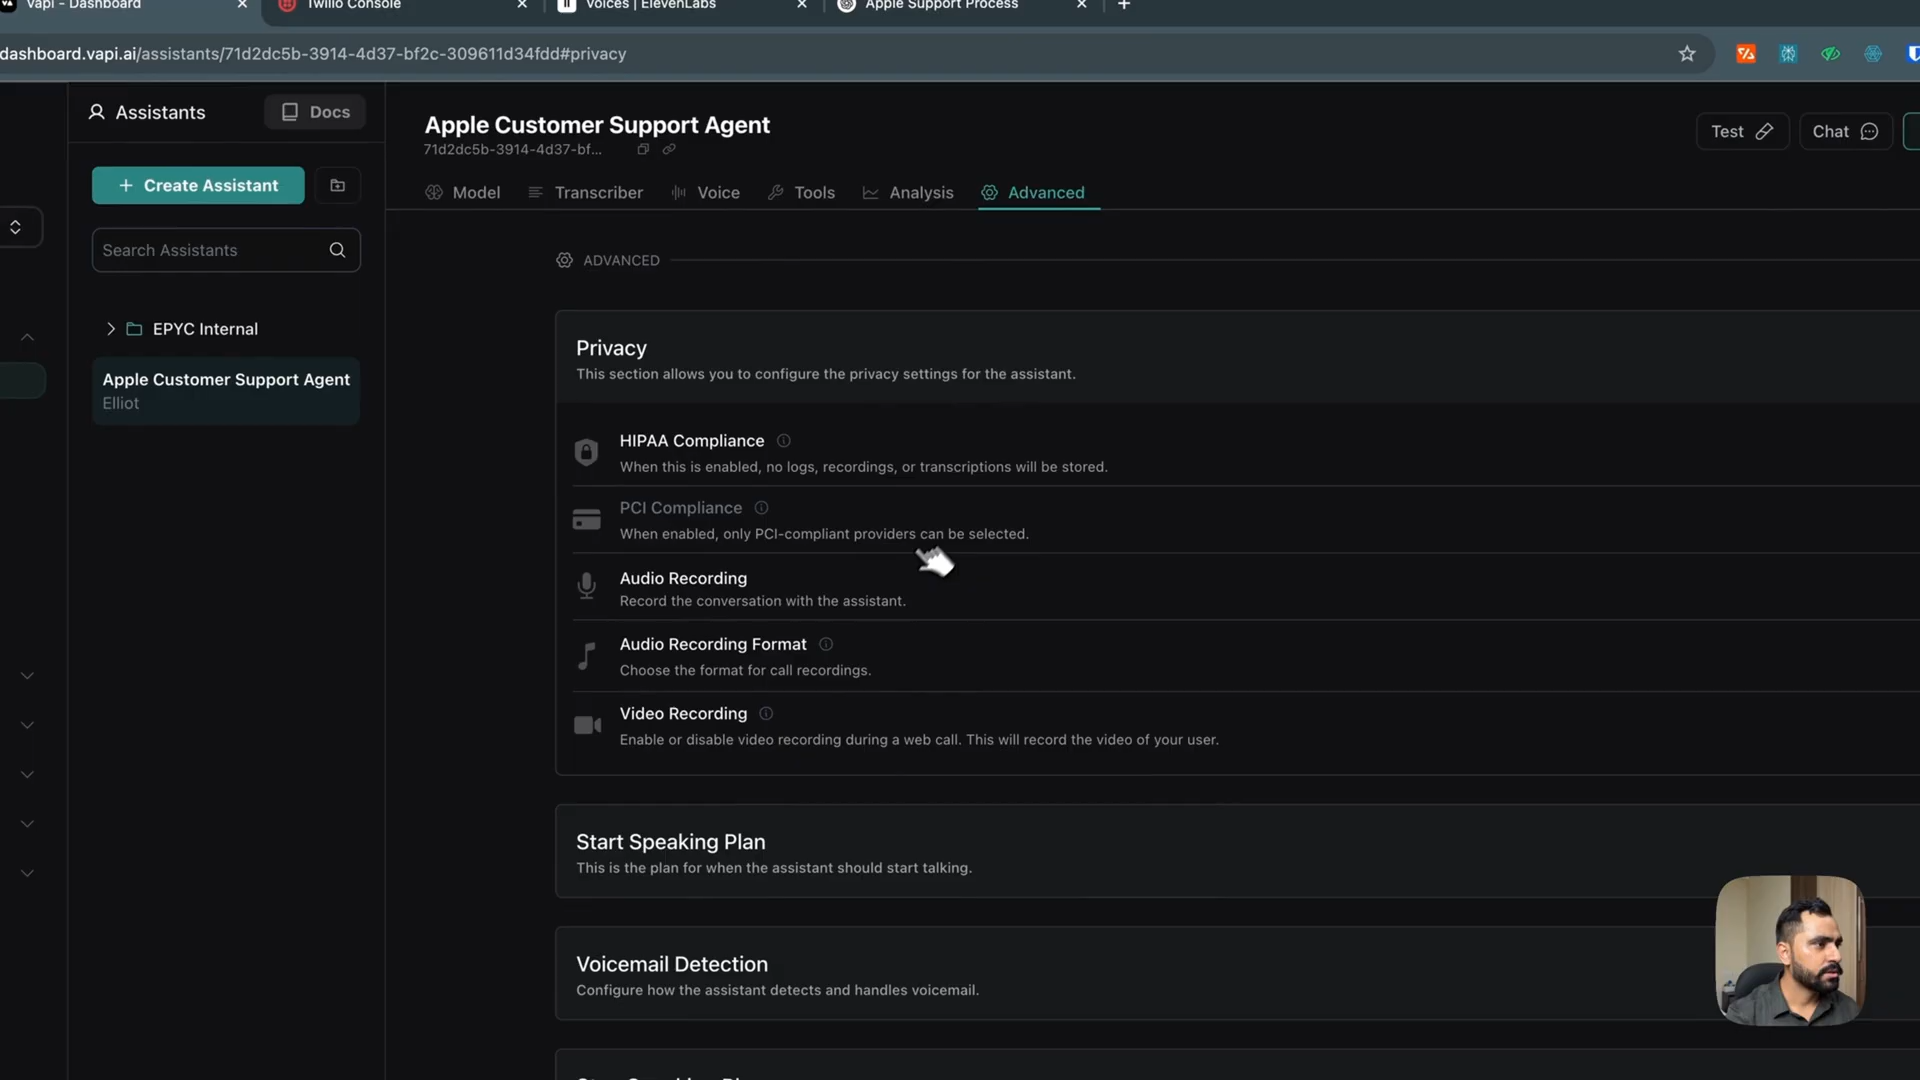 Vapi - Dashboard
Twilio Console
Voices | ElevenLabs
Apple Support Process
dashboard.vapi.ai/assistants/71d2dc5b-3914-4d37-bf2c-309611d34fdd#privacy
Assistants
Docs
Create Assistant
Search Assistants
EPYC Internal
Apple Customer Support Agent
Elliot
Apple Customer Support Agent
71d2dc5b-3914-4d37-bf...
Test
Chat
Model
Transcriber
Voice
Tools
Analysis
Advanced
ADVANCED
Privacy
This section allows you to configure the privacy settings for the assistant.
HIPAA Compliance
When this is enabled, no logs, recordings, or transcriptions will be stored.
PCI Compliance
When enabled, only PCI-compliant providers can be selected.
Audio Recording
Record the conversation with the assistant.
Audio Recording Format
Choose the format for call recordings.
Video Recording
Enable or disable video recording during a web call. This will record the video of your user.
Start Speaking Plan
This is the plan for when the assistant should start talking.
Voicemail Detection
Configure how the assistant detects and handles voicemail.